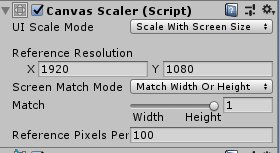 Canvas Scaler (Script)
UI Scale Mode Scale With Screen Size
Reference Resolution
X 1920 Y 1080
Screen Match Mode Match Width Or Height
Match 1
Width Height
Reference Pixels Per 100